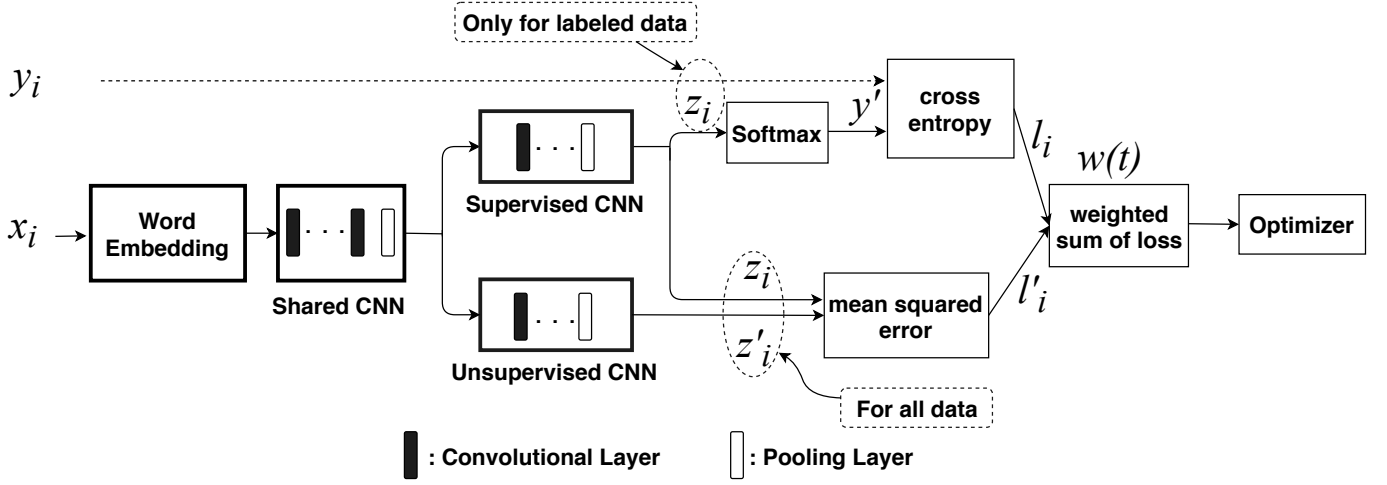 Only for labeled data
y_i
z_i
Softmax
y'
cross
entropy
l_i
w(t)
x_i
Word
Embedding
. . .
Shared CNN
. . .
Supervised CNN
. . .
Unsupervised CNN
z_i
z'_i
mean squared
error
l'_i
weighted
sum of loss
Optimizer
For all data
: Convolutional Layer
: Pooling Layer